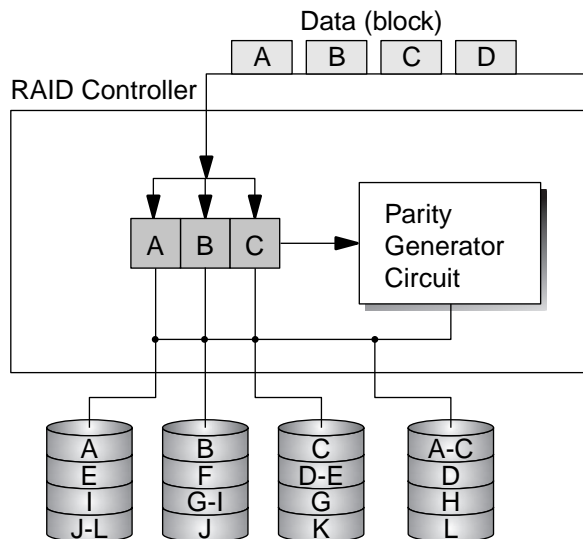 Data (block)
A B C D
RAID Controller
A B C
Parity
Generator
Circuit
A B C A-C
E F D-E D
I G-I G H
J-L J K L